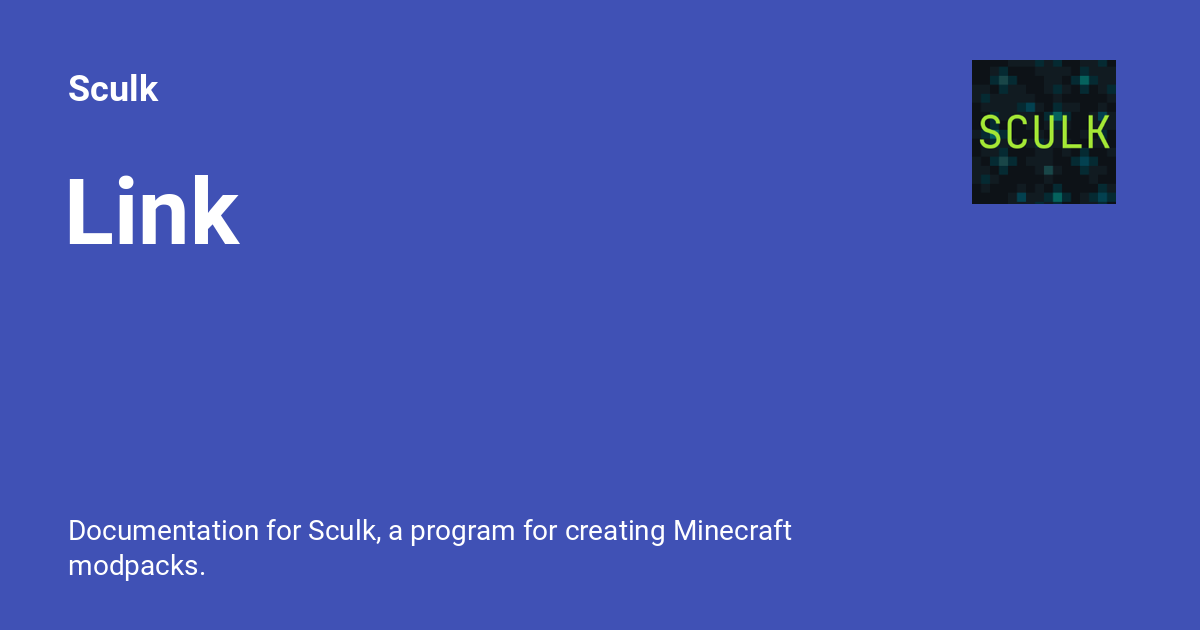 Sculk
SCULK
Link
Documentation for Sculk, a program for creating Minecraft
modpacks.